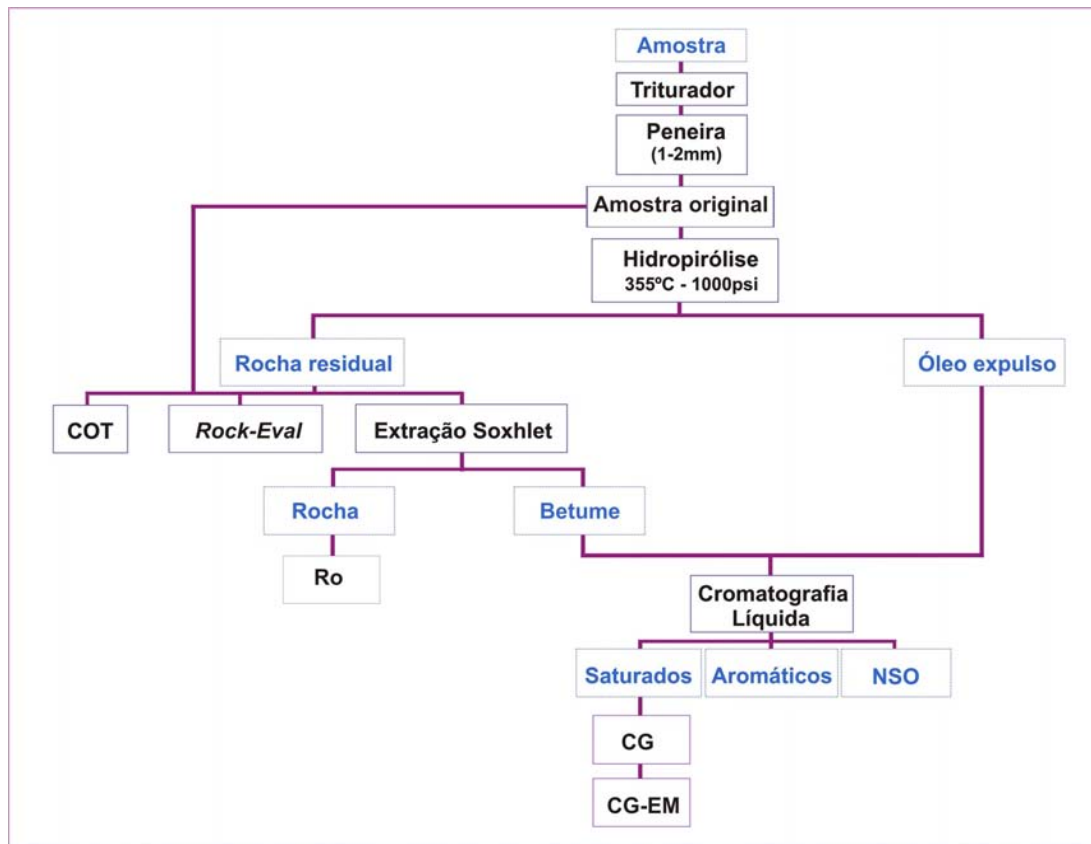 Amostra
Triturador
Peneira
(1-2mm)
Amostra original
Hidropirólise
355ºC - 1000psi
Rocha residual
Óleo expulso
COT
Rock-Eval
Extração Soxhlet
Rocha
Betume
Ro
Cromatografia
Líquida
Saturados
Aromáticos
NSO
CG
CG-EM